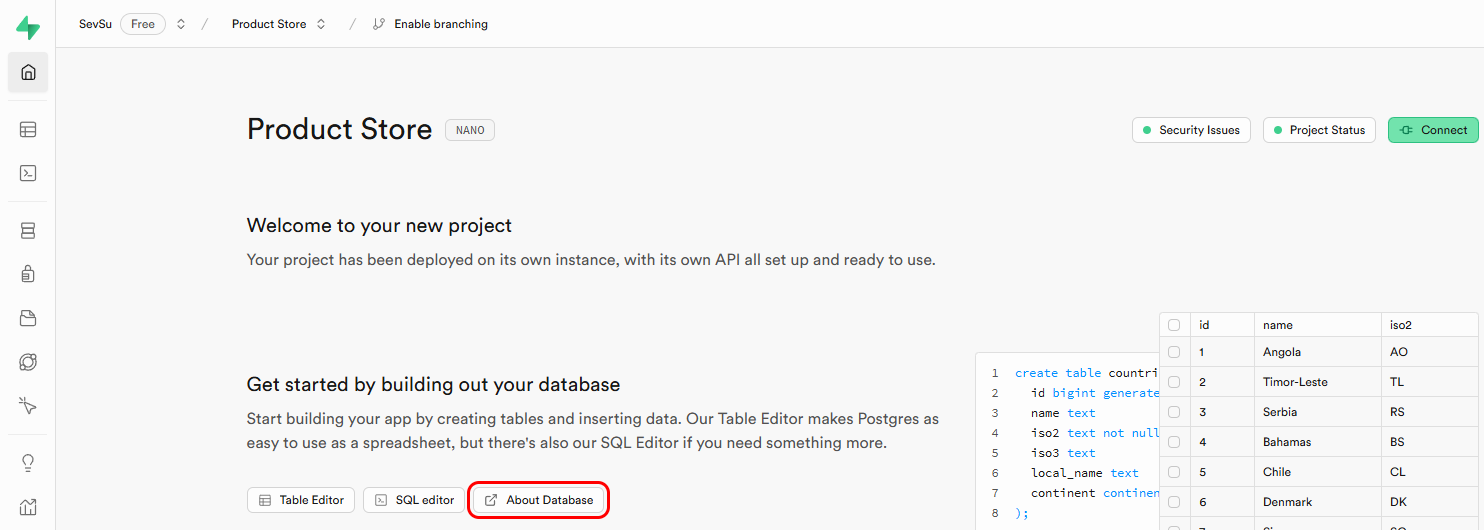 SevSu Free / Product Store / Enable branching
Product Store NANO
Security Issues Project Status Connect
Welcome to your new project
Your project has been deployed on its own instance, with its own API all set up and ready to use.
Get started by building out your database
Start building your app by creating tables and inserting data. Our Table Editor makes Postgres as
easy to use as a spreadsheet, but there's also our SQL Editor if you need something more.
Table Editor SQL editor About Database
1 create table countri
2 id bigint generate
3 name text
4 iso2 text not null
5 iso3 text
6 local_name text
7 continent continen
8 );
id name iso2
1 Angola AO
2 Timor-Leste TL
3 Serbia RS
4 Bahamas BS
5 Chile CL
6 Denmark DK